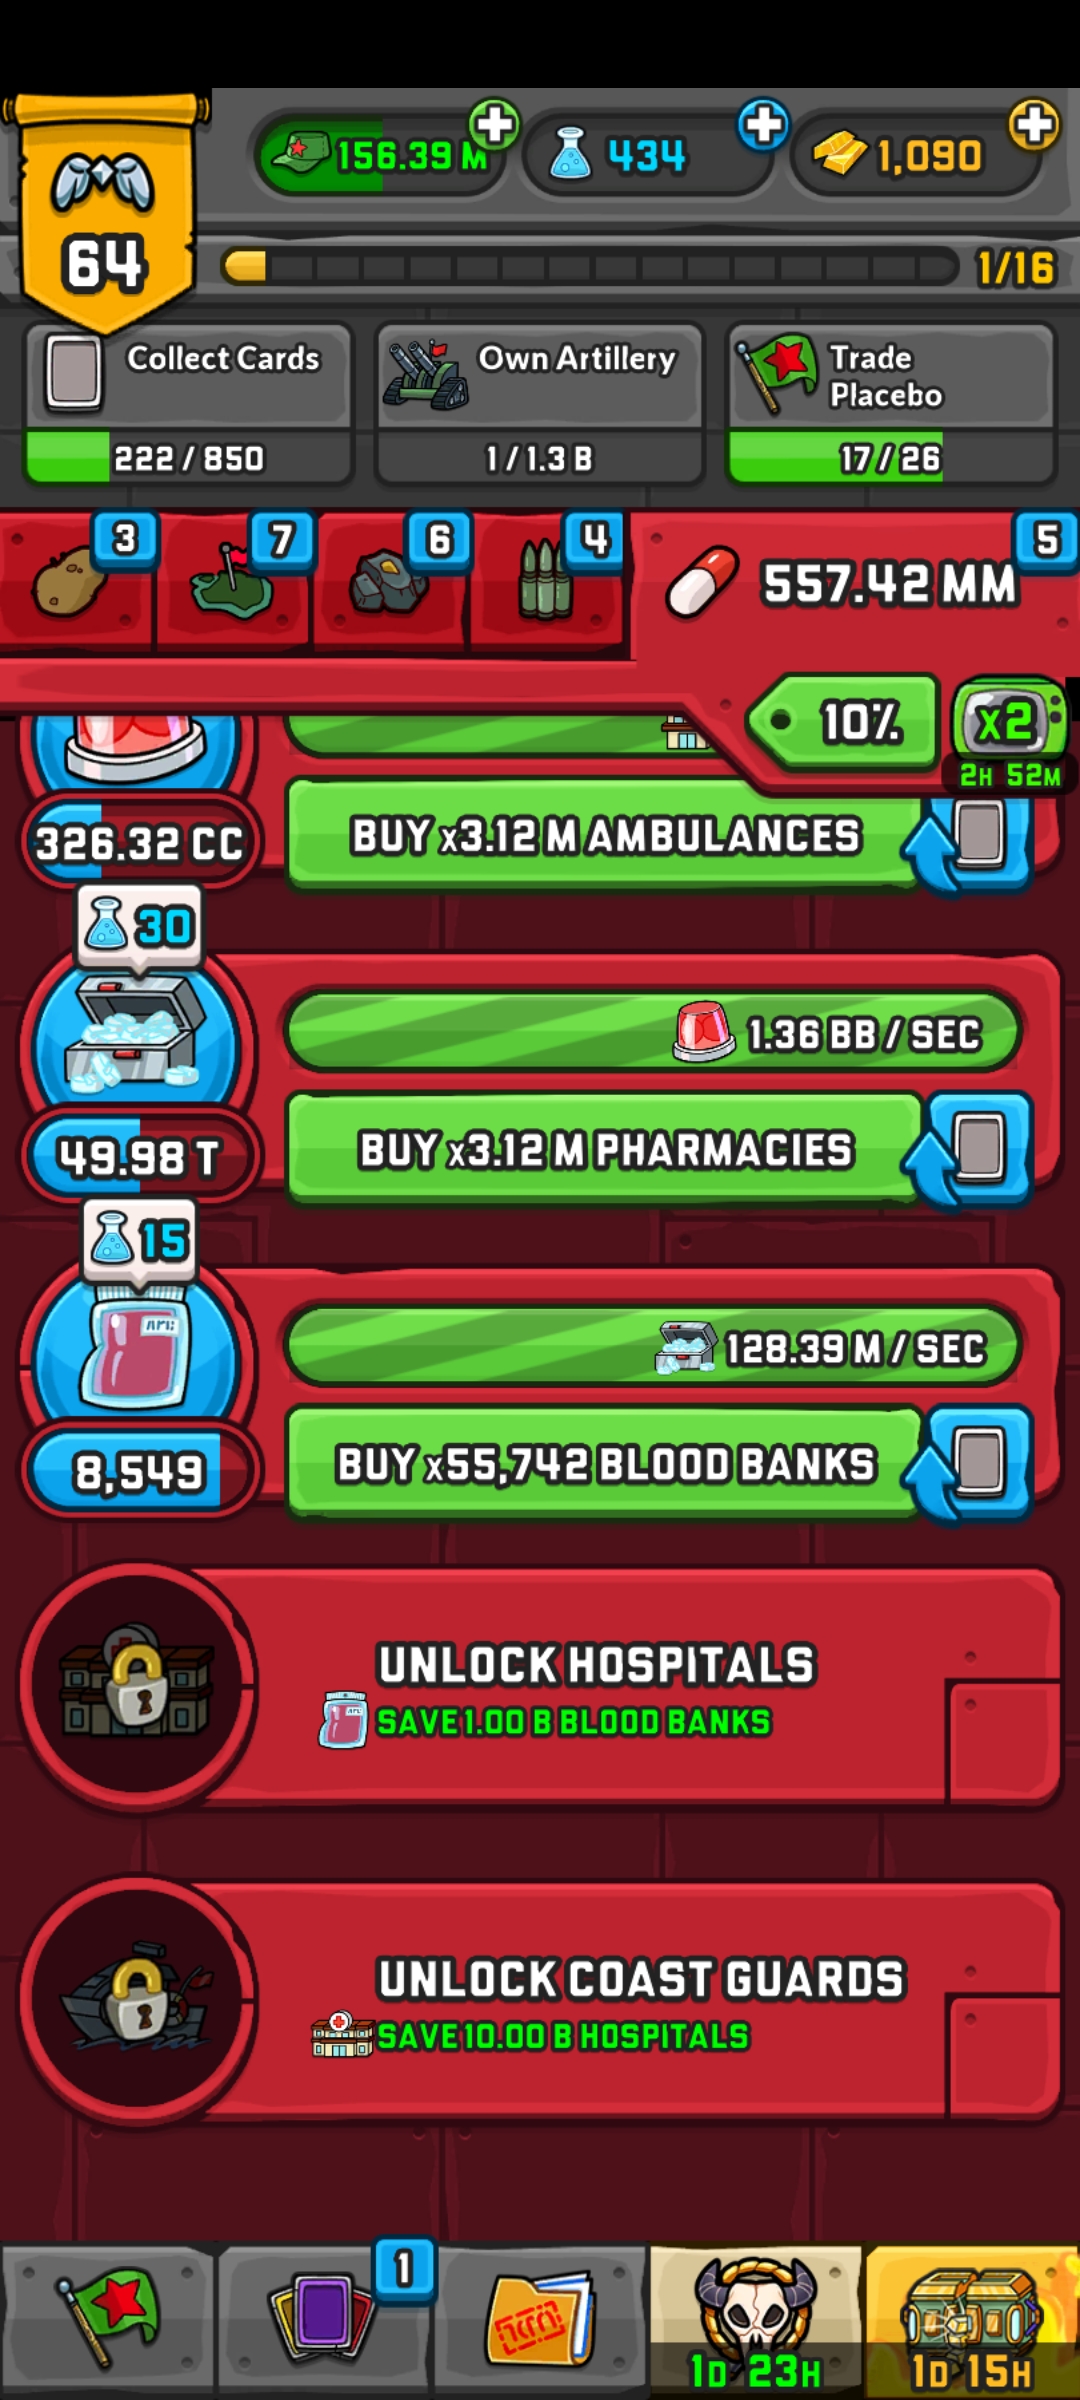 156.39 M
434
1,090
64
1/16
Collect Cards
222 / 850
Own Artillery
1 / 1.3 B
Trade
Placebo
17 / 26
3
7
6
4
5
557.42 MM
10%
x2
2H 52M
326.32 CC
BUY x3.12 M AMBULANCES
30
1.36 BB / SEC
49.98 T
BUY x3.12 M PHARMACIES
15
128.39 M / SEC
8,549
BUY x55,742 BLOOD BANKS
UNLOCK HOSPITALS
SAVE 1.00 B BLOOD BANKS
UNLOCK COAST GUARDS
SAVE 10.00 B HOSPITALS
1
1D 23H
1D 15H